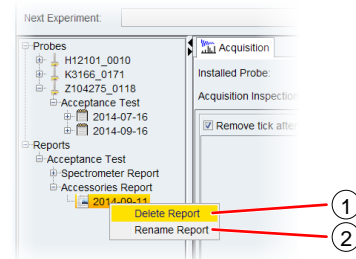 Next Experiment:
Probes
H12101_0010
K3166_0171
Z104275_0118
Acceptance Test
2014-07-16
2014-09-16
Reports
Acceptance Test
Spectrometer Report
Accessories Report
2014-09-11
Delete Report
Rename Report
Acquisition
Installed Probe:
Acquisition Inspection
Remove tick after
1
2